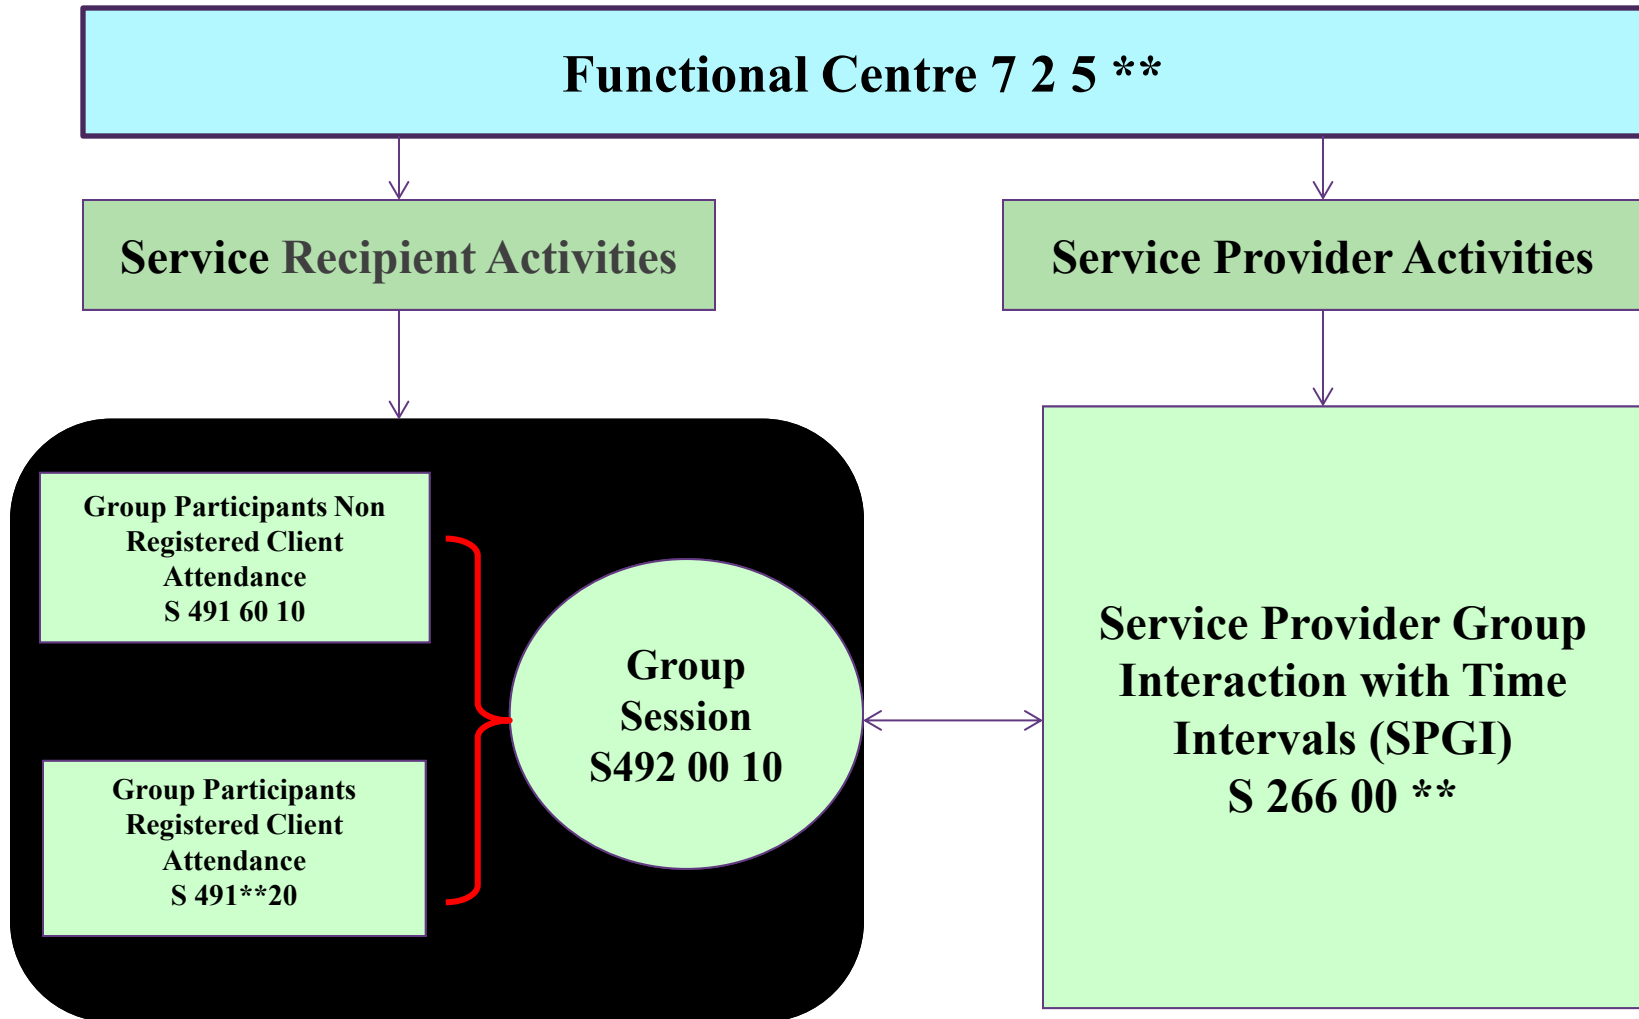 Functional Centre 7 2 5 **
Service Recipient Activities
Service Provider Activities
Group Participants Non
Registered Client
Attendance
S 491 60 10
Group Participants
Registered Client
Attendance
S 491**20
Group
Session
S492 00 10
Service Provider Group
Interaction with Time
Intervals (SPGI)
S 266 00 **